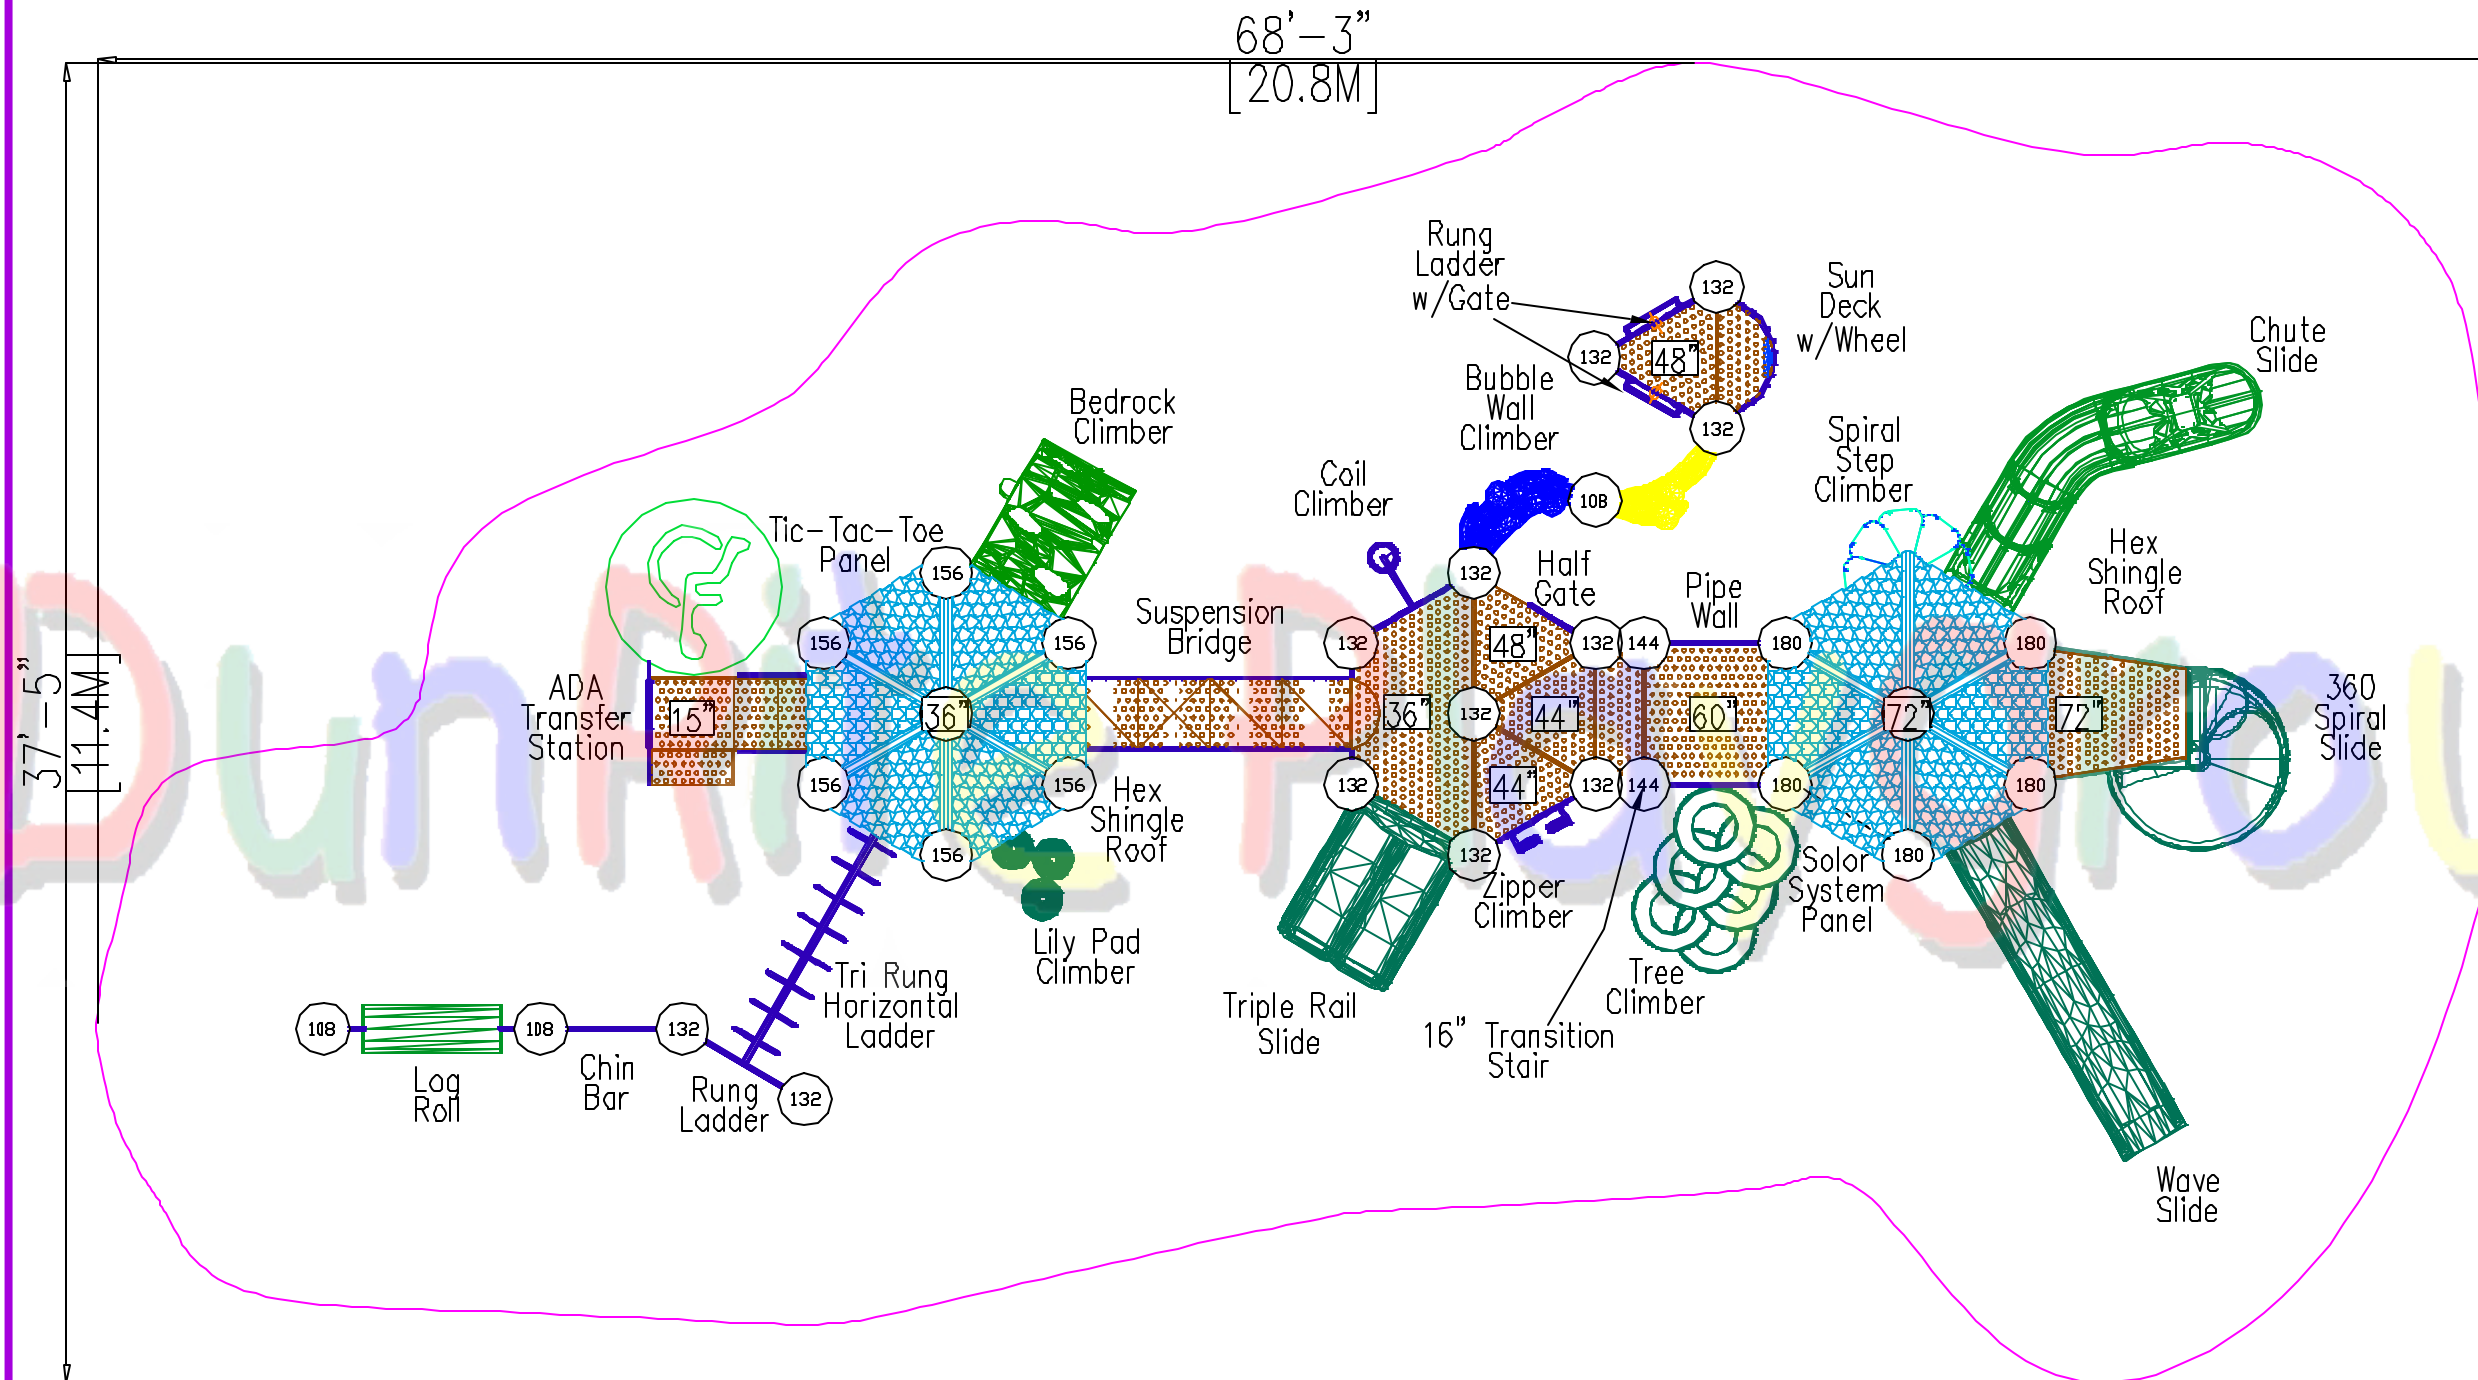 68'-3"
[20.8M]
37'-5"
[11.4M]
Rung
Ladder
w/Gate
132
Sun
Deck
w/Wheel
132
48"
132
Chute
Slide
Bedrock
Climber
Bubble
Wall
Climber
Spiral
Step
Climber
Coil
Climber
10B
Tic-Tac-Toe
Panel
156
132
Half
Gate
Hex
Shingle
Roof
Suspension
Bridge
Pipe
Wall
156
156
132
48"
132
144
180
180
ADA
Transfer
Station
15"
36"
36"
132
44"
60"
72"
72"
360
Spiral
Slide
156
156
132
44"
132
144
180
180
Hex
Shingle
Roof
156
132
180
Zipper
Climber
Solor
System
Panel
Lily Pad
Climber
Tri Rung
Horizontal
Ladder
Triple Rail
Slide
16" Transition
Stair
Tree
Climber
108
108
132
Log
Roll
Chin
Bar
Rung
Ladder
132
Wave
Slide